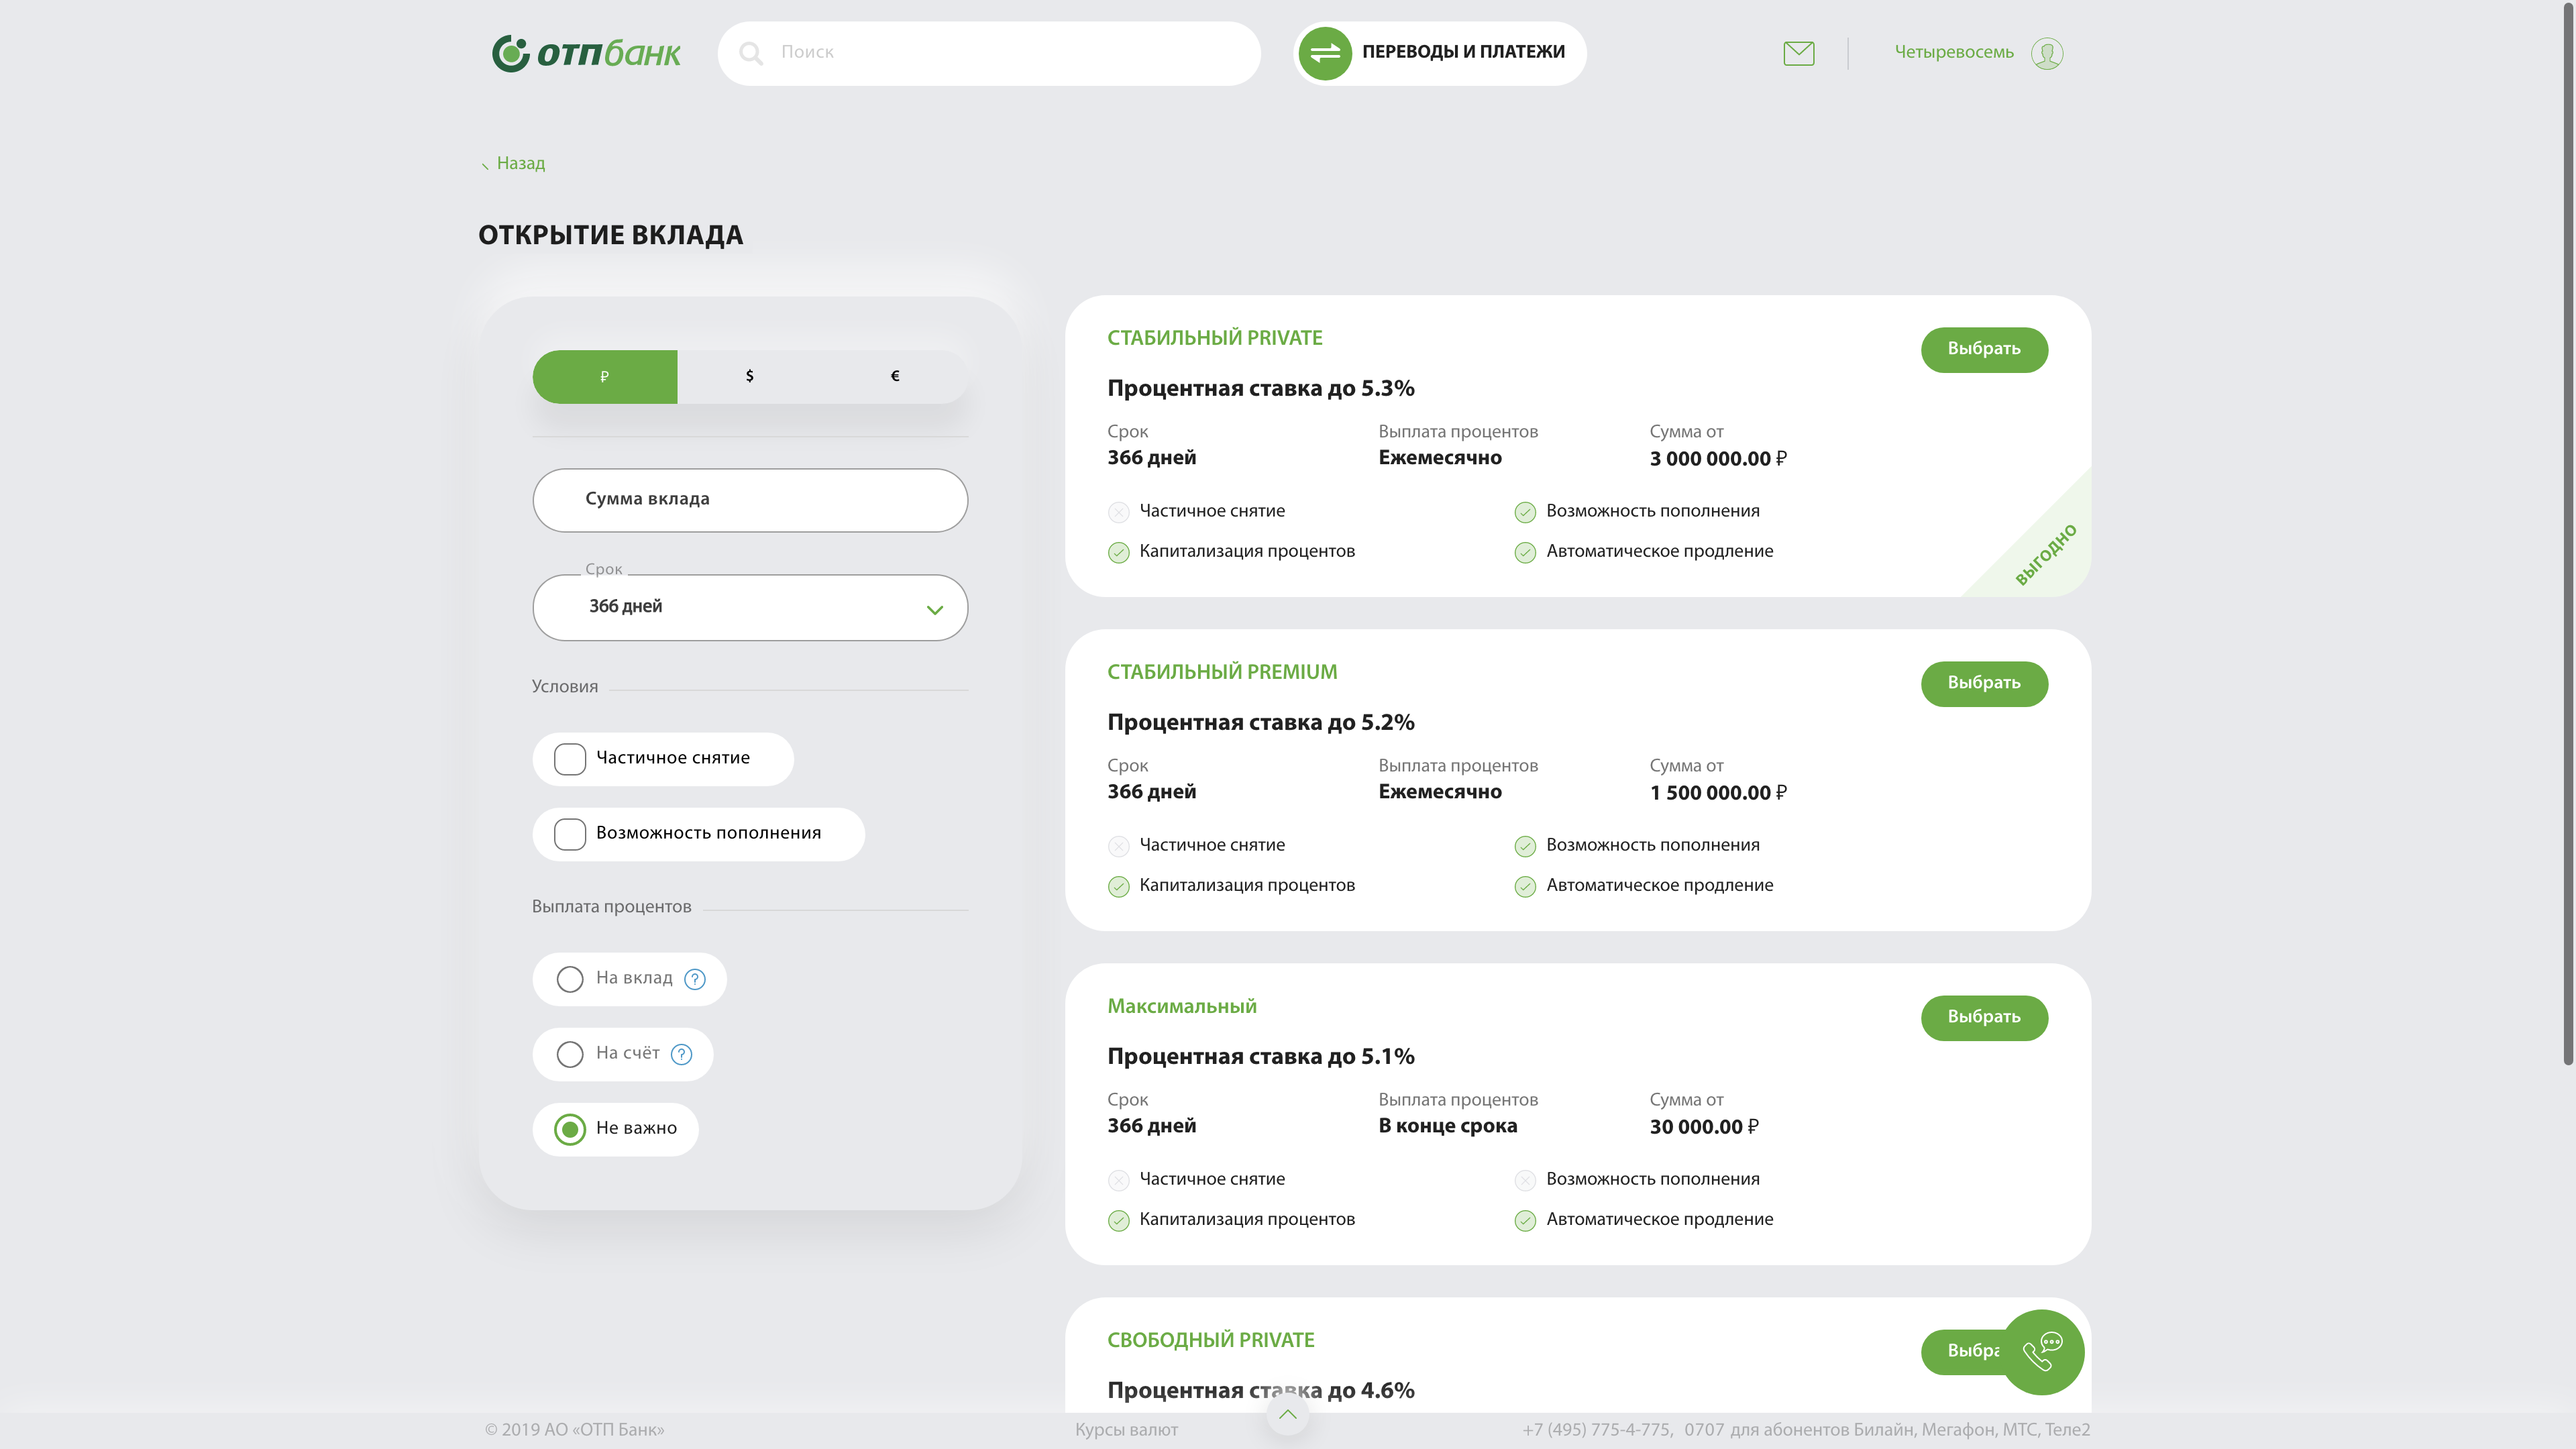 отпбанк
Поиск
ПЕРЕВОДЫ И ПЛАТЕЖИ
Четыревосемь
Назад
ОТКРЫТИЕ ВКЛАДА
₽ $ €
Сумма вклада
Срок
366 дней
Условия
Частичное снятие
Возможность пополнения
Выплата процентов
На вклад ?
На счёт ?
Не важно
СТАБИЛЬНЫЙ PRIVATE
Выбрать
Процентная ставка до 5.3%
Срок Выплата процентов Сумма от
366 дней Ежемесячно 3 000 000.00 ₽
Частичное снятие Возможность пополнения
Капитализация процентов Автоматическое продление
ВЫГОДНО
СТАБИЛЬНЫЙ PREMIUM
Выбрать
Процентная ставка до 5.2%
Срок Выплата процентов Сумма от
366 дней Ежемесячно 1 500 000.00 ₽
Частичное снятие Возможность пополнения
Капитализация процентов Автоматическое продление
Максимальный
Выбрать
Процентная ставка до 5.1%
Срок Выплата процентов Сумма от
366 дней В конце срока 30 000.00 ₽
Частичное снятие Возможность пополнения
Капитализация процентов Автоматическое продление
СВОБОДНЫЙ PRIVATE
Выбра
Процентная ставка до 4.6%
© 2019 АО «ОТП Банк» Курсы валют +7 (495) 775-4-775, 0707 для абонентов Билайн, Мегафон, МТС, Теле2